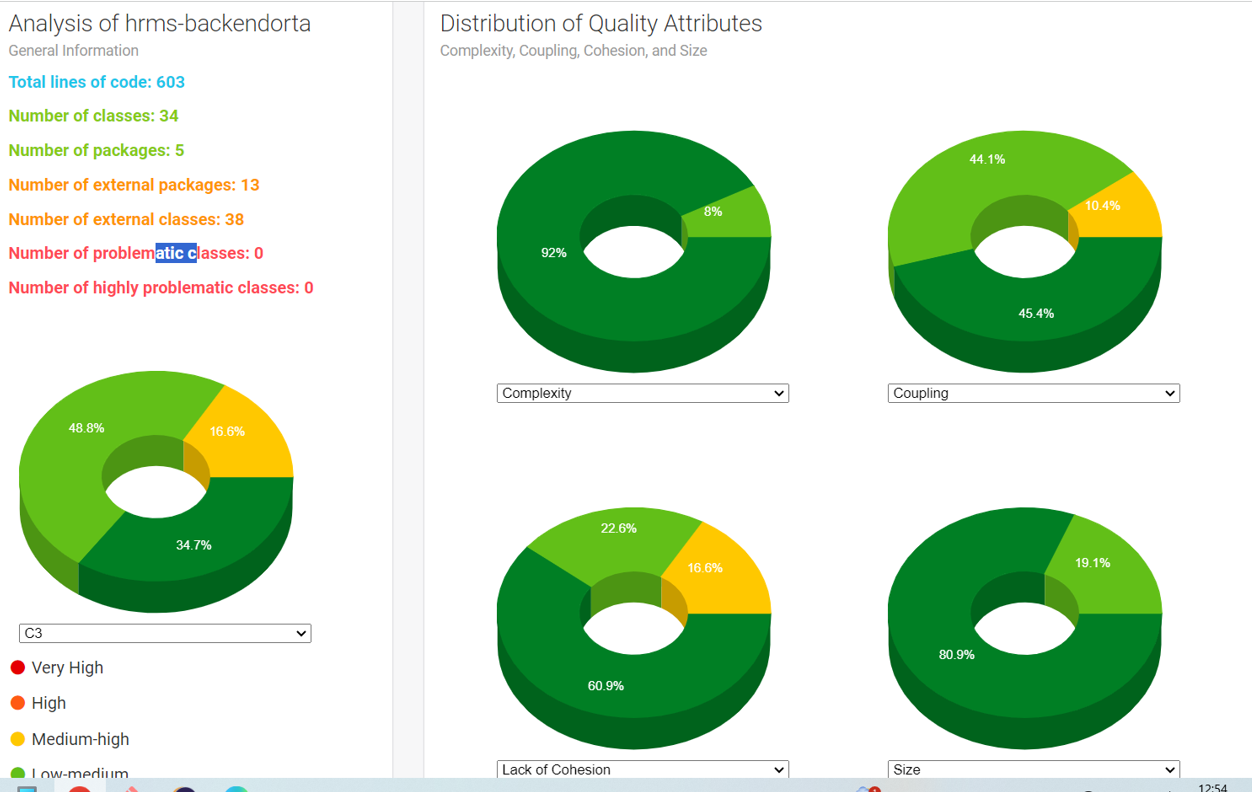 Analysis of hrms-backendorta
General Information
Total lines of code: 603
Number of classes: 34
Number of packages: 5
Number of external packages: 13
Number of external classes: 38
Number of problematic classes: 0
Number of highly problematic classes: 0
48.8%
16.6%
34.7%
C3
Very High
High
Medium-high
Low-medium
Distribution of Quality Attributes
Complexity, Coupling, Cohesion, and Size
8%
92%
Complexity
44.1%
10.4%
45.4%
Coupling
22.6%
16.6%
60.9%
Lack of Cohesion
19.1%
80.9%
Size
12:54